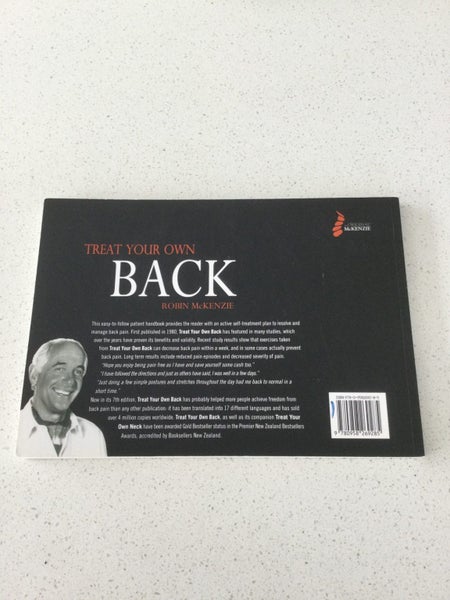 TREAT YOUR OWN
BACK
ROBIN McKENZIE
McKENZIE
This easy-to-follow patient handbook provides the reader with an active self-treatment plan to resolve and
manage back pain. First published in 1980, Treat Your Own Back has featured in many studies, which
over the years have proven its benefits and validity. Recent study results show that exercises taken
from Treat Your Own Back can decrease back pain within a week, and in some cases actually prevent
back pain. Long term results include reduced pain episodes and decreased severity of pain.
"Hope you enjoy being pain free as I have and save yourself some cash too."
"I have followed the directions and just as others have said, I was well in a few days."
"Just doing a few simple postures and stretches throughout the day had me back to normal in a
short time."
Now in its 7th edition, Treat Your Own Back has probably helped more people achieve freedom from
back pain than any other publication: it has been translated into 17 different languages and has sold
over 4 million copies worldwide. Treat Your Own Back, as well as its companion Treat Your
Own Neck have been awarded Gold Bestseller status in the Premier New Zealand Bestsellers
Awards, accredited by Booksellers New Zealand.
9 780958 269285